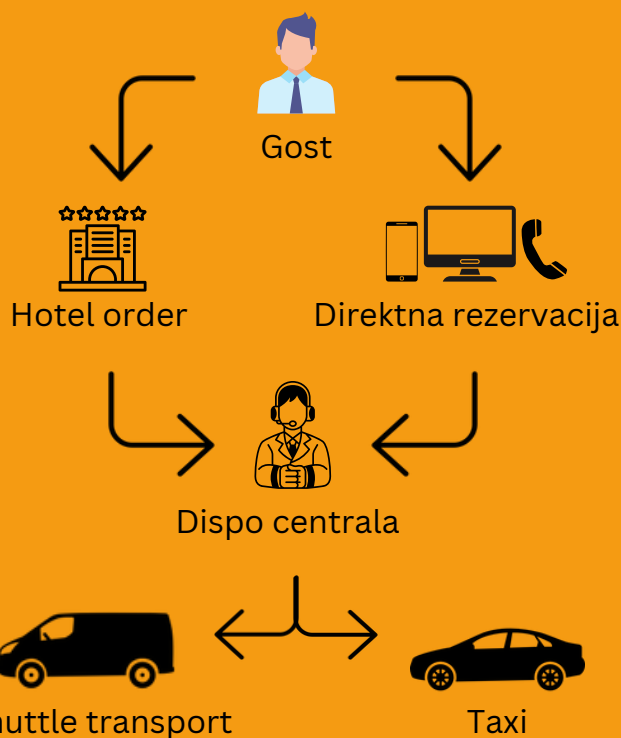 Gost
Hotel order
Direktna rezervacija
Dispo centrala
huttle transport
Taxi